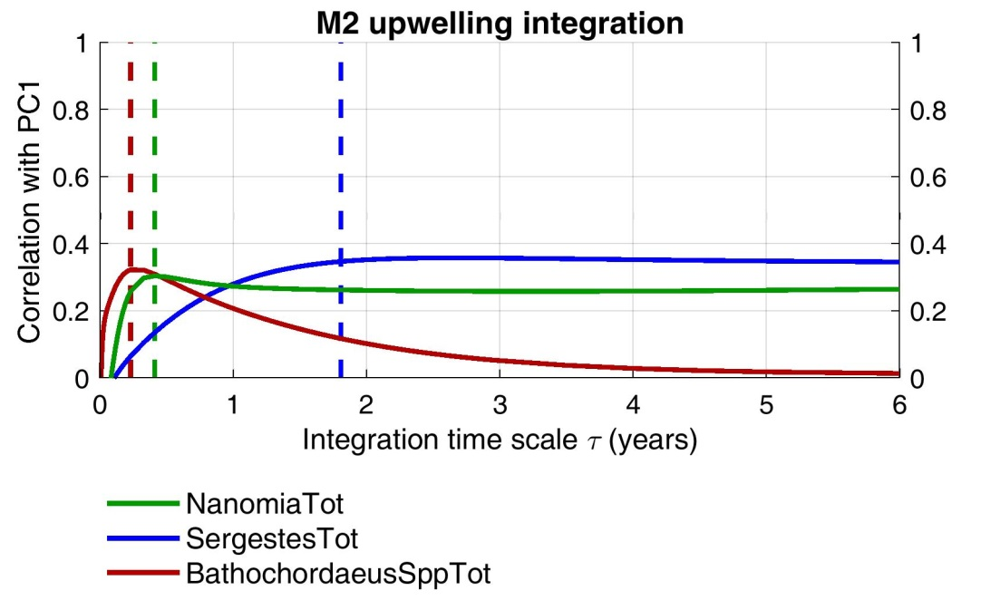 M2 upwelling integration
Correlation with PC1
1
0.8
0.6
0.4
0.2
0
1
0.8
0.6
0.4
0.2
0
0 1 2 3 4 5 6
Integration time scale τ (years)
NanomiaTot
SergestesTot
BathochordaeusSppTot